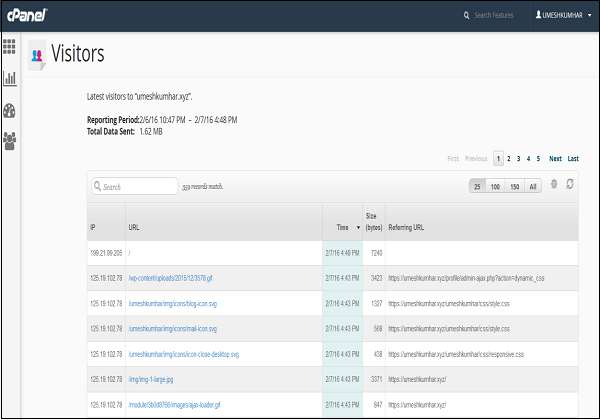 cPanel
Search Features
UMESHKUMHAR
Visitors
Latest visitors to "umeshkumhar.xyz".
Reporting Period:2/6/16 10:47 PM – 2/7/16 4:48 PM
Total Data Sent: 1.62 MB
First Previous 1 2 3 4 5 Next Last
Search 359 records match. 25 100 150 All
IP URL Time Size (bytes) Referring URL
199.21.99.205 / 2/7/16 4:48 PM 7240
125.19.102.78 /wp-content/uploads/2015/12/3578.gif 2/7/16 4:43 PM 3423 https://umeshkumhar.xyz/profile/admin-ajax.php?action=dynamic_css
125.19.102.78 /umeshkumhar/img/icons/blog-icon.svg 2/7/16 4:43 PM 1327 https://umeshkumhar.xyz/umeshkumhar/css/style.css
125.19.102.78 /umeshkumhar/img/icons/mail-icon.svg 2/7/16 4:43 PM 568 https://umeshkumhar.xyz/umeshkumhar/css/style.css
125.19.102.78 /umeshkumhar/img/icons/icon-close-desktop.svg 2/7/16 4:43 PM 438 https://umeshkumhar.xyz/umeshkumhar/css/responsive.css
125.19.102.78 /img/img-1-large.jpg 2/7/16 4:43 PM 3371 https://umeshkumhar.xyz/
125.19.102.78 /module/3b0d8766/images/ajax-loader.gif 2/7/16 4:43 PM 847 https://umeshkumhar.xyz/